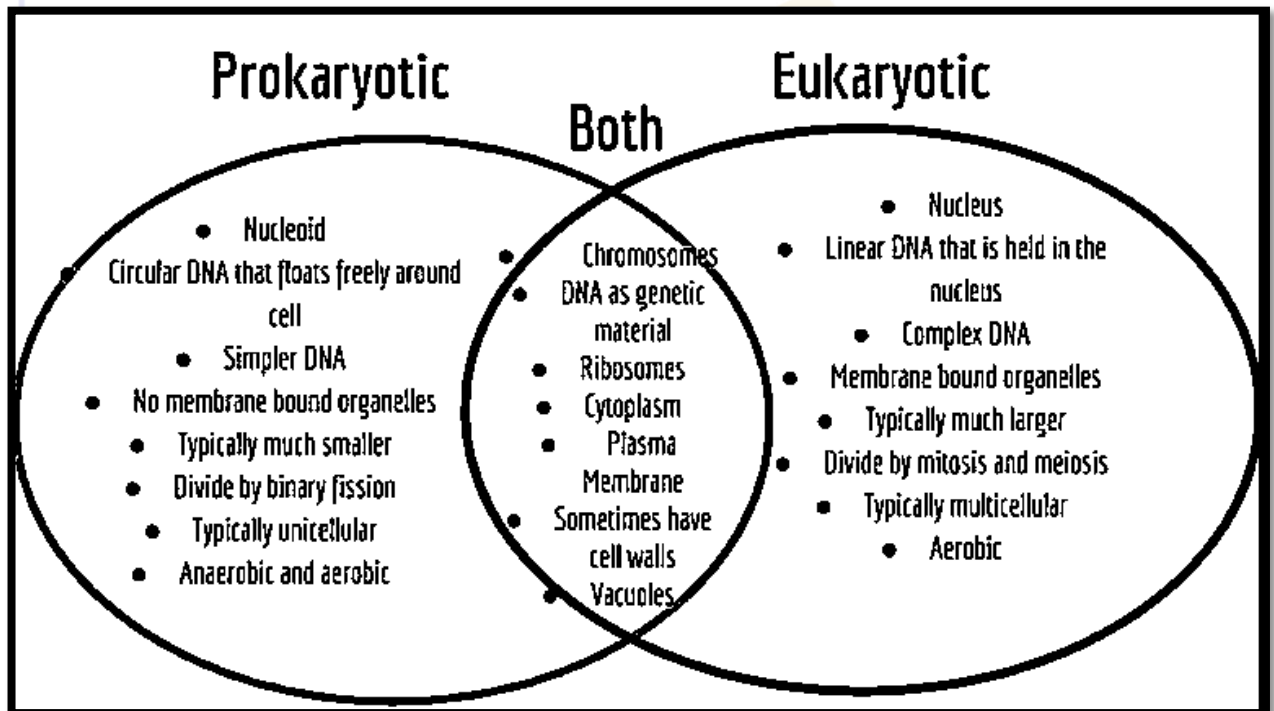 Prokaryotic
Eukaryotic
Both
• Nucleoid
• Circular DNA that floats freely around
cell
• Simpler DNA
• No membrane bound organelles
• Typically much smaller
• Divide by binary fission
• Typically unicellular
• Anaerobic and aerobic
• Chromosomes
• DNA as genetic
material
• Ribosomes
• Cytoplasm
• Plasma
Membrane
• Sometimes have
cell walls
• Vacuoles
• Nucleus
• Linear DNA that is held in the
nucleus
• Complex DNA
• Membrane bound organelles
• Typically much larger
• Divide by mitosis and meiosis
• Typically multicellular
• Aerobic